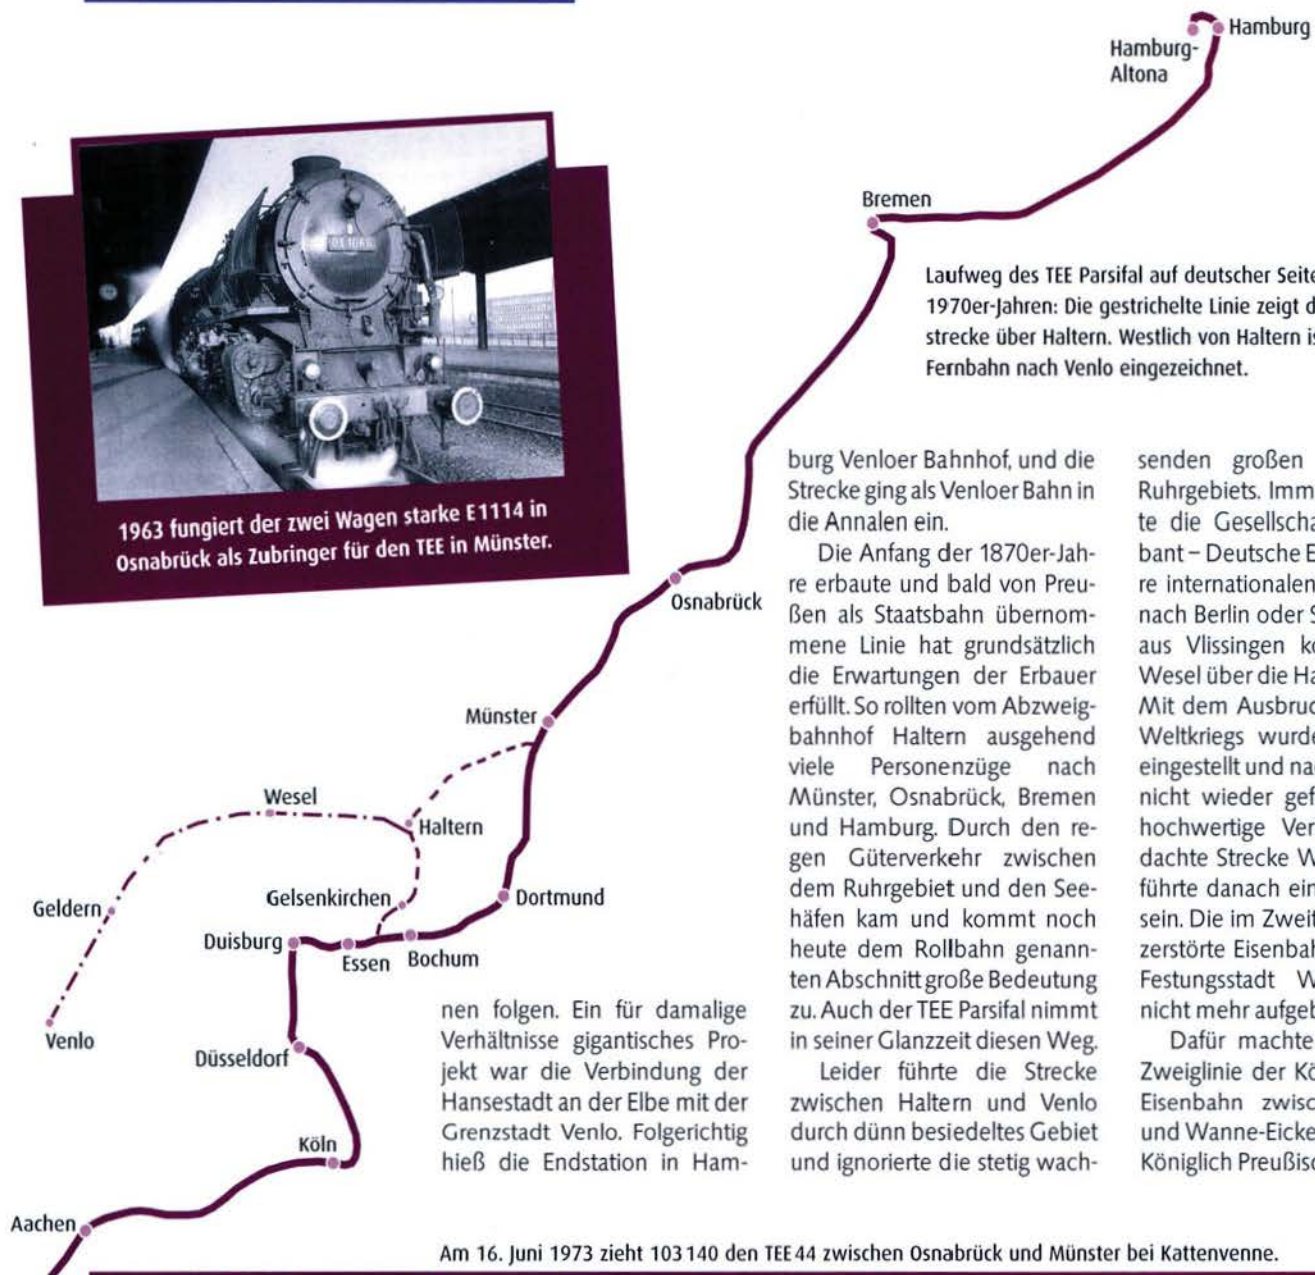 Hamburg
Hamburg-
Altona
Bremen
1963 fungiert der zwei Wagen starke E 1114 in
Osnabrück als Zubringer für den TEE in Münster.
Laufweg des TEE Parsifal auf deutscher Seite
1970er-Jahren: Die gestrichelte Linie zeigt d
strecke über Haltern. Westlich von Haltern is
Fernbahn nach Venlo eingezeichnet.
Osnabrück
Münster
Wesel
Haltern
Geldern
Gelsenkirchen
Dortmund
Duisburg
Essen
Bochum
Venlo
Düsseldorf
Köln
Aachen
nen folgen. Ein für damalige
Verhältnisse gigantisches Pro-
jekt war die Verbindung der
Hansestadt an der Elbe mit der
Grenzstadt Venlo. Folgerichtig
hieß die Endstation in Ham-
burg Venloer Bahnhof, und die
Strecke ging als Venloer Bahn in
die Annalen ein.
Die Anfang der 1870er-Jah-
re erbaute und bald von Preu-
ßen als Staatsbahn übernom-
mene Linie hat grundsätzlich
die Erwartungen der Erbauer
erfüllt. So rollten vom Abzweig-
bahnhof Haltern ausgehend
viele Personenzüge nach
Münster, Osnabrück, Bremen
und Hamburg. Durch den re-
gen Güterverkehr zwischen
dem Ruhrgebiet und den See-
häfen kam und kommt noch
heute dem Rollbahn genann-
ten Abschnitt große Bedeutung
zu. Auch der TEE Parsifal nimmt
in seiner Glanzzeit diesen Weg.
Leider führte die Strecke
zwischen Haltern und Venlo
durch dünn besiedeltes Gebiet
und ignorierte die stetig wach-
senden großen
Ruhrgebiets. Imm
te die Gesellscha
bant – Deutsche E
re internationalen
nach Berlin oder S
aus Vlissingen ko
Wesel über die Ha
Mit dem Ausbruc
Weltkriegs wurde
eingestellt und na
nicht wieder gef
hochwertige Ver
dachte Strecke W
führte danach ein
sein. Die im Zweit
zerstörte Eisenbah
Festungsstadt W
nicht mehr aufgeb
Dafür machte
Zweiglinie der Kö
Eisenbahn zwisc
und Wanne-Eicke
Königlich Preußisc
Am 16. Juni 1973 zieht 103 140 den TEE 44 zwischen Osnabrück und Münster bei Kattenvenne.